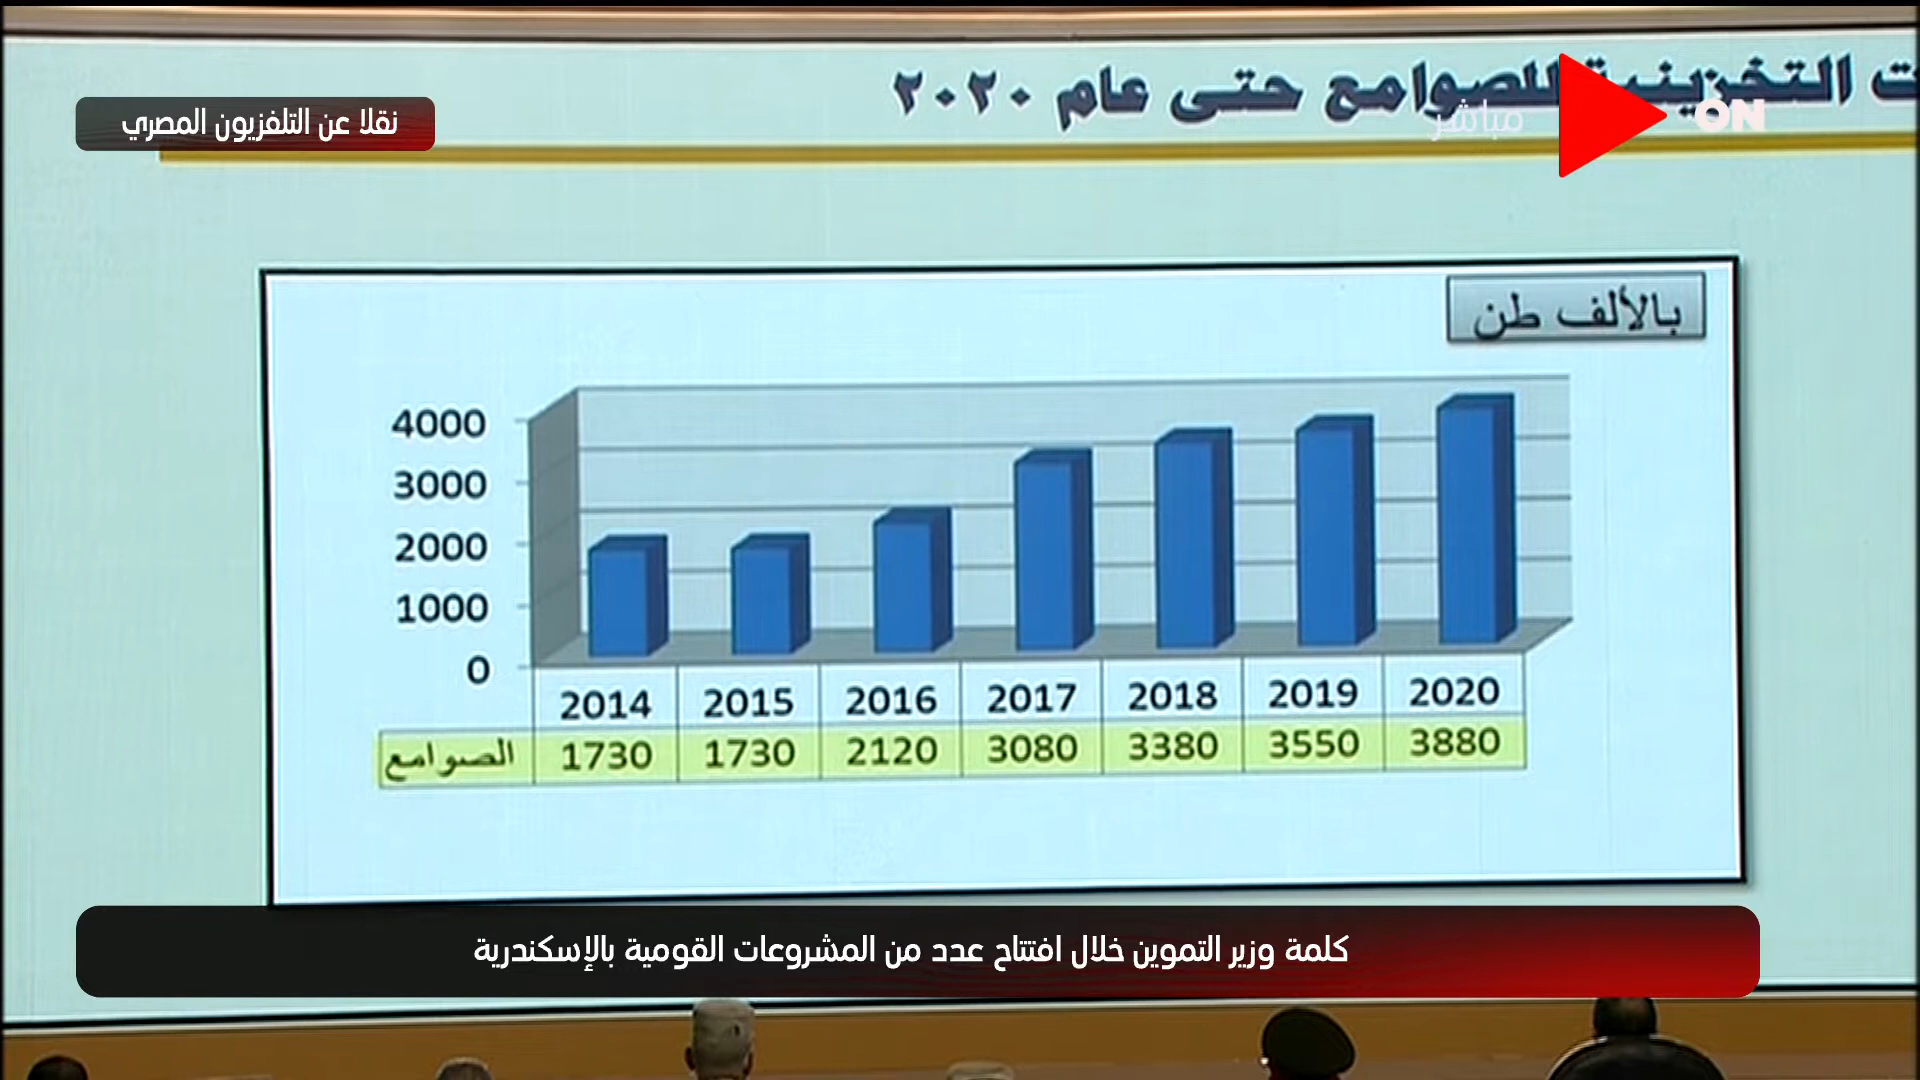 ت التخزينية للصوامع حتى عام ٢٠٢٠
مباشر
ON
نقلا عن التلفزيون المصري
بالألف طن
4000
3000
2000
1000
0
2014 2015 2016 2017 2018 2019 2020
الصوامع 1730 1730 2120 3080 3380 3550 3880
كلمة وزير التموين خلال افتتاح عدد من المشروعات القومية بالإسكندرية